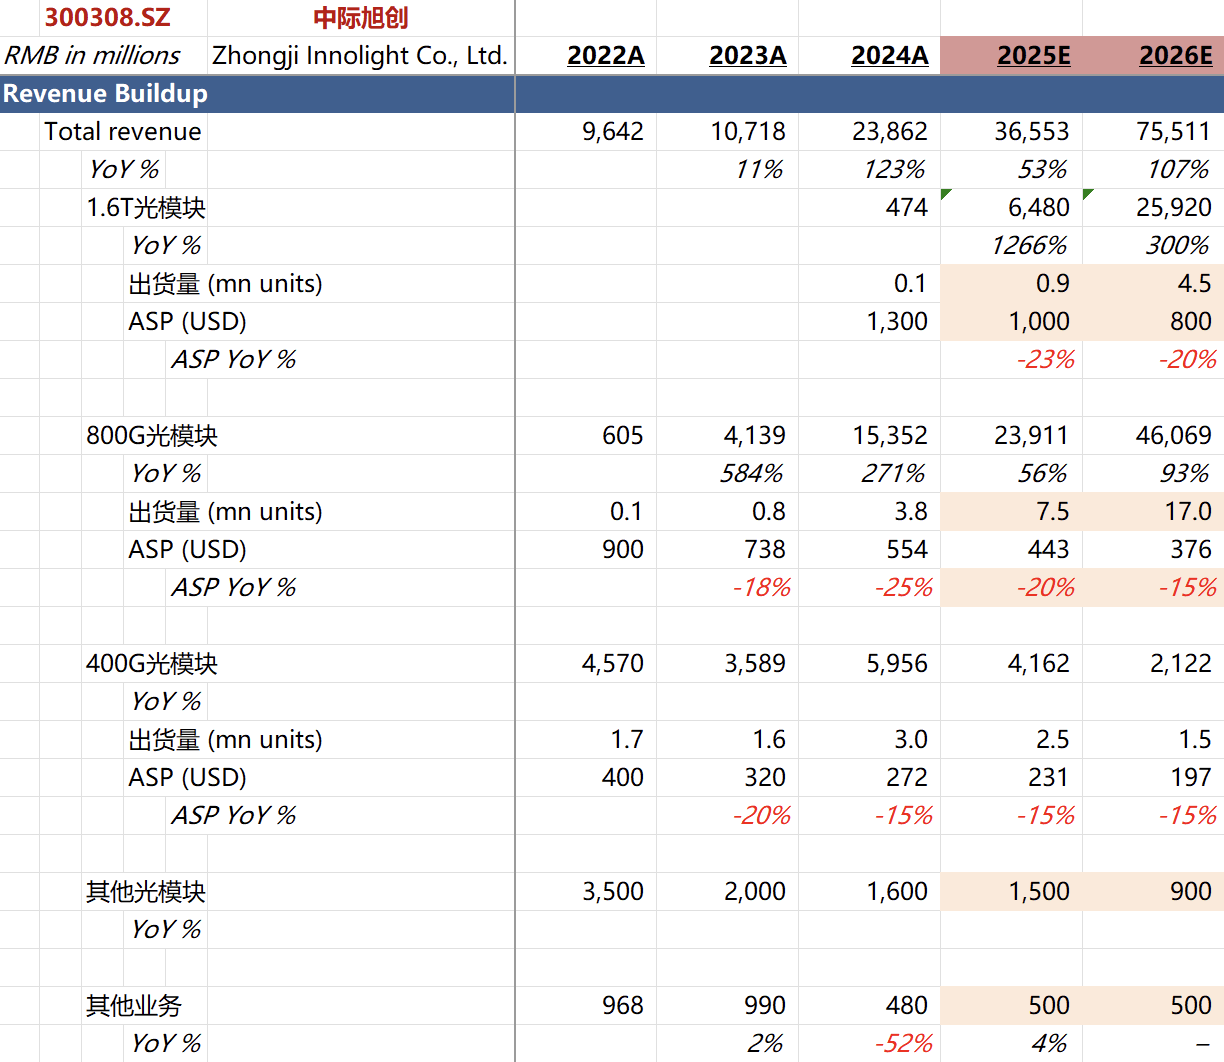 300308.SZ 中际旭创
RMB in millions Zhongji Innolight Co., Ltd. 2022A 2023A 2024A 2025E 2026E
Revenue Buildup
Total revenue 9,642 10,718 23,862 36,553 75,511
YoY % 11% 123% 53% 107%
1.6T光模块 474 6,480 25,920
YoY % 1266% 300%
出货量 (mn units) 0.1 0.9 4.5
ASP (USD) 1,300 1,000 800
ASP YoY % -23% -20%
800G光模块 605 4,139 15,352 23,911 46,069
YoY % 584% 271% 56% 93%
出货量 (mn units) 0.1 0.8 3.8 7.5 17.0
ASP (USD) 900 738 554 443 376
ASP YoY % -18% -25% -20% -15%
400G光模块 4,570 3,589 5,956 4,162 2,122
YoY %
出货量 (mn units) 1.7 1.6 3.0 2.5 1.5
ASP (USD) 400 320 272 231 197
ASP YoY % -20% -15% -15% -15%
其他光模块 3,500 2,000 1,600 1,500 900
YoY %
其他业务 968 990 480 500 500
YoY % 2% -52% 4% –